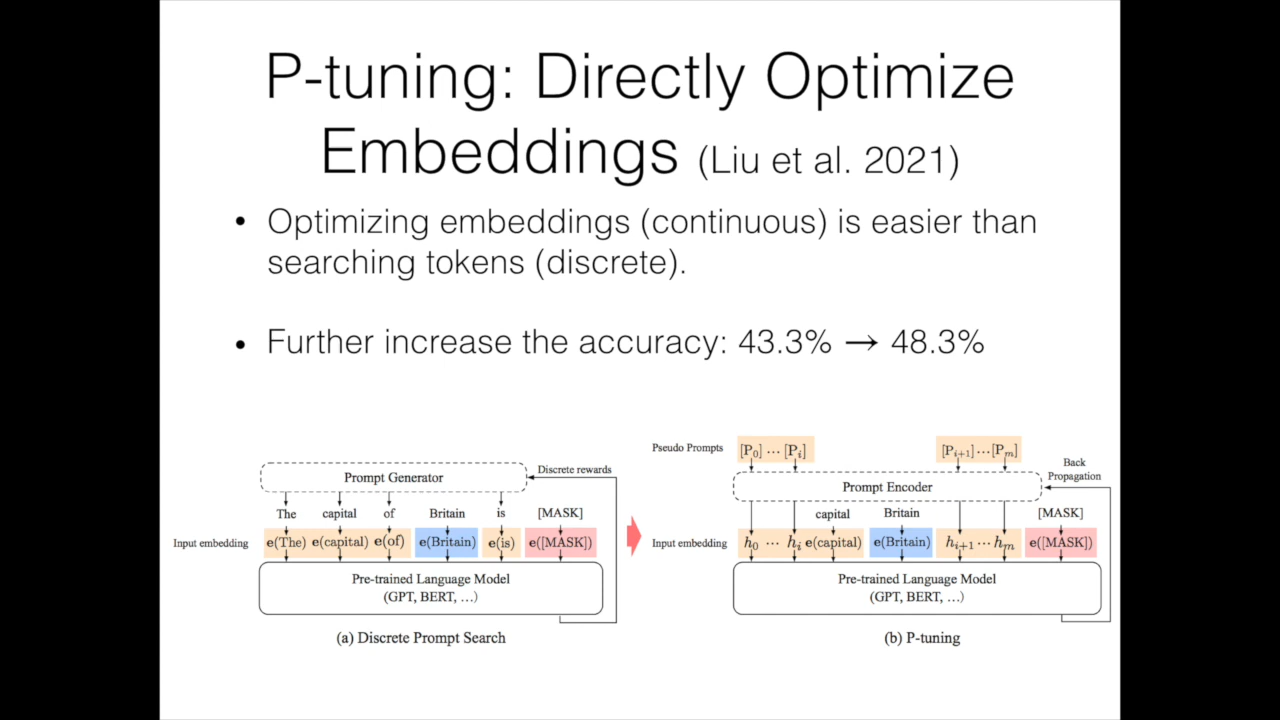 P-tuning: Directly Optimize
Embeddings (Liu et al. 2021)
• Optimizing embeddings (continuous) is easier than
searching tokens (discrete).
• Further increase the accuracy: 43.3% → 48.3%
Prompt Generator
Discrete rewards
The capital of Britain is [MASK]
Input embedding e(The) e(capital) e(of) e(Britain) e(is) e([MASK])
Pre-trained Language Model
(GPT, BERT, …)
(a) Discrete Prompt Search
Pseudo Prompts [P0] ⋯ [Pi] [Pi+1] ⋯ [Pm]
Prompt Encoder
Back
Propagation
capital Britain [MASK]
Input embedding h0 ⋯ hi e(capital) e(Britain) hi+1 ⋯ hm e([MASK])
Pre-trained Language Model
(GPT, BERT, …)
(b) P-tuning